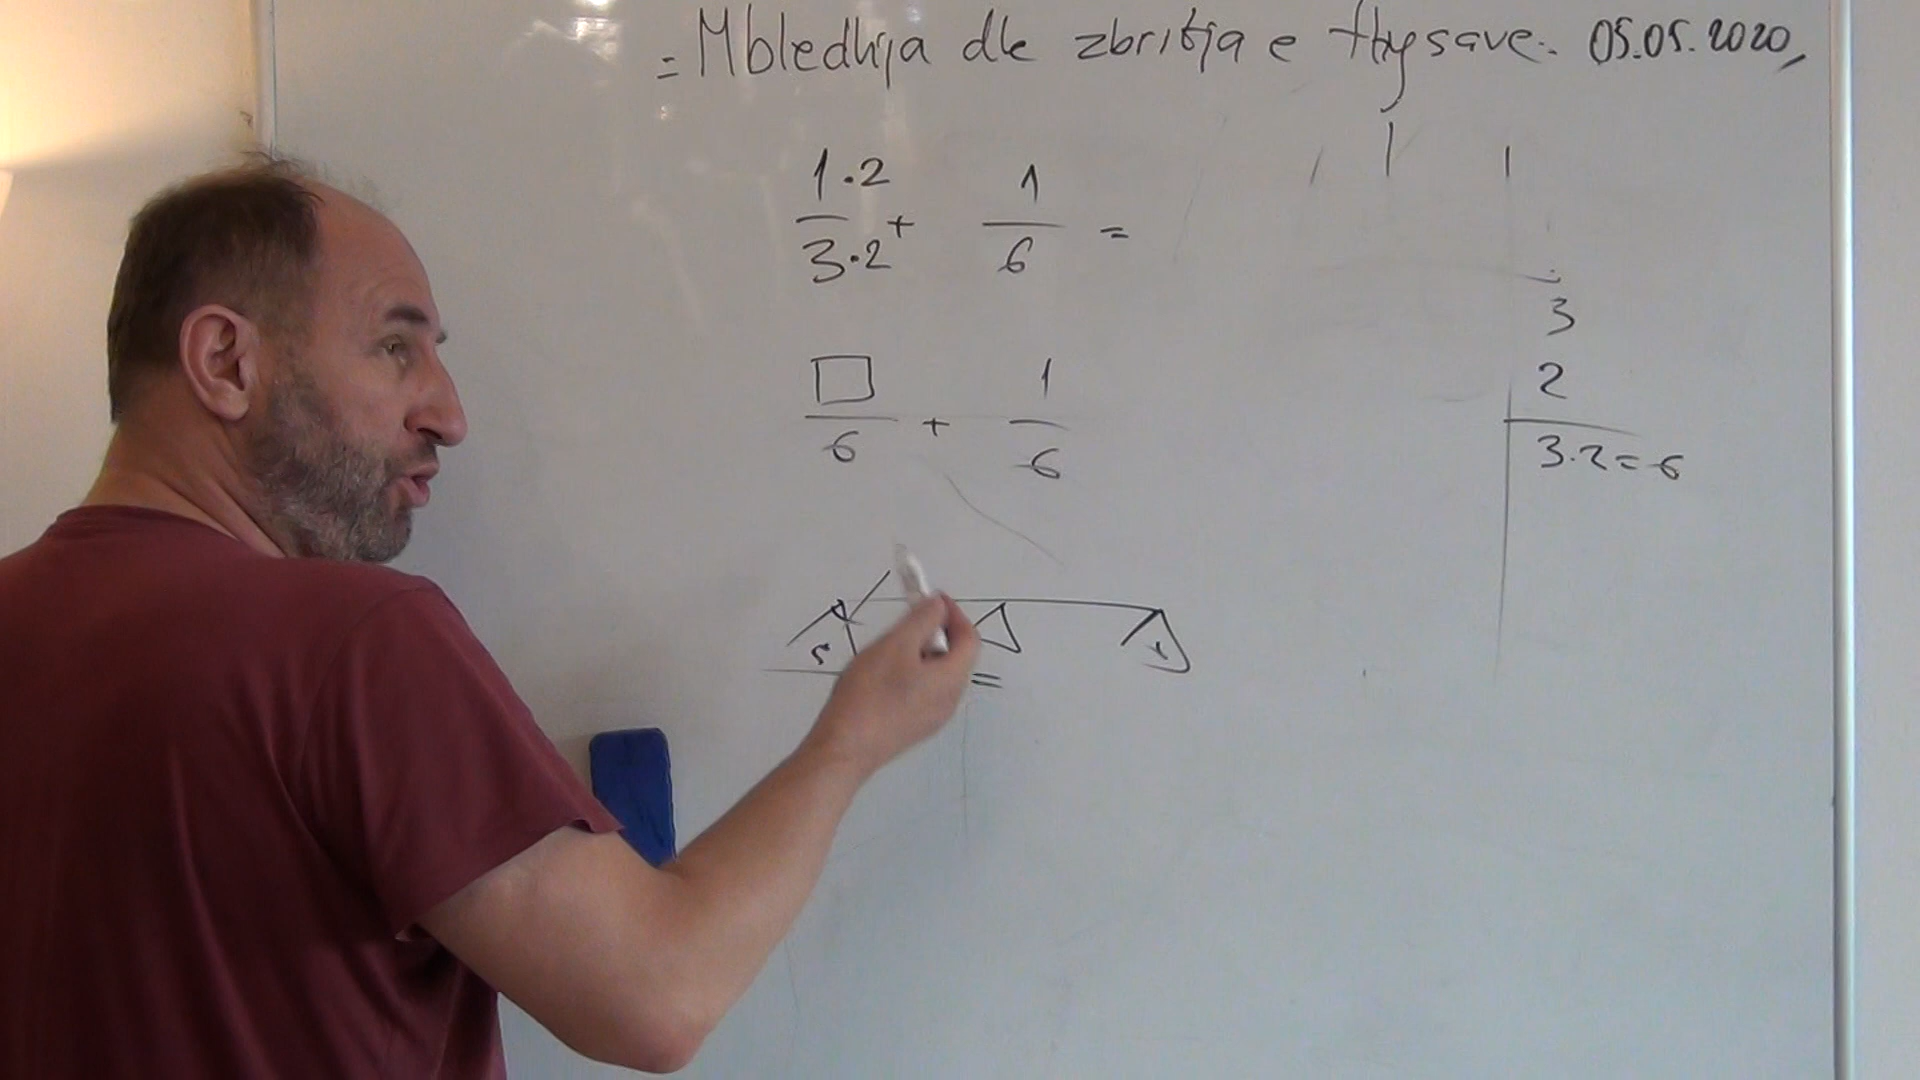 = Mbledhja dhe zbritja e thysave. 05.05.2020,
1·2/3·2 + 1/6 =
□/6 + 1/6
=
3
2
3·2=6